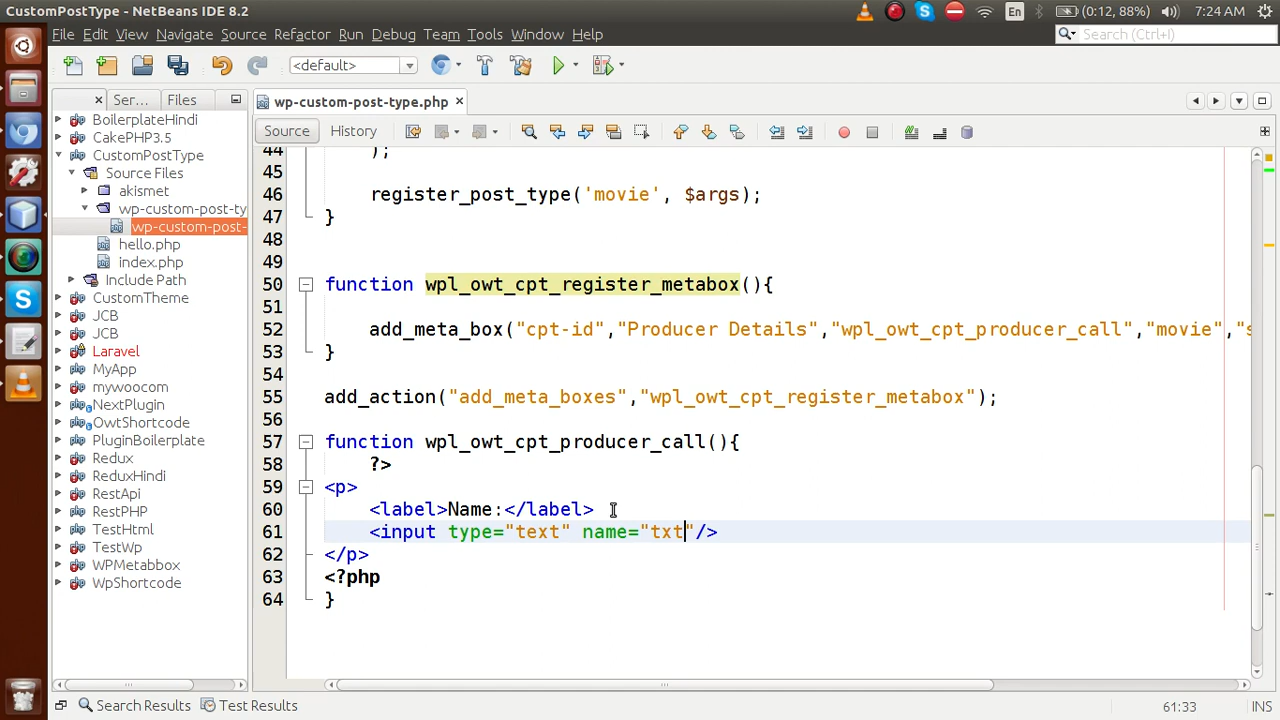 CustomPostType - NetBeans IDE 8.2
En
(0:12, 88%)
7:24 AM
File Edit View Navigate Source Refactor Run Debug Team Tools Window Help
Search (Ctrl+I)
<default>
Ser... Files
wp-custom-post-type.php
Source History
BoilerplateHindi
CakePHP3.5
CustomPostType
Source Files
akismet
wp-custom-post-ty
wp-custom-post-
hello.php
index.php
Include Path
CustomTheme
JCB
JCB
Laravel
MyApp
mywoocom
NextPlugin
OwtShortcode
PluginBoilerplate
Redux
ReduxHindi
RestApi
RestPHP
TestHtml
TestWp
WPMetabbox
WpShortcode
44 );
45
46 register_post_type('movie', $args);
47 }
48
49
50 function wpl_owt_cpt_register_metabox(){
51
52 add_meta_box("cpt-id","Producer Details","wpl_owt_cpt_producer_call","movie","s
53 }
54
55 add_action("add_meta_boxes","wpl_owt_cpt_register_metabox");
56
57 function wpl_owt_cpt_producer_call(){
58 ?>
59 <p>
60 <label>Name:</label>
61 <input type="text" name="txt"/>
62 </p>
63 <?php
64 }
Search Results Test Results
61:33 INS